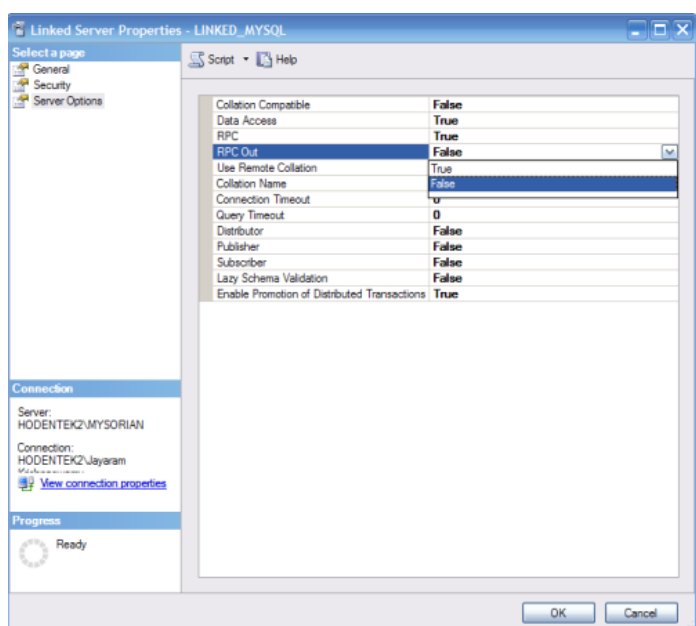 Linked Server Properties - LINKED_MYSQL
Select a page
General
Security
Server Options
Script
Help
Collation Compatible False
Data Access True
RPC True
RPC Out False
Use Remote Collation True
Collation Name False
Connection Timeout 0
Query Timeout 0
Distributor False
Publisher False
Subscriber False
Lazy Schema Validation False
Enable Promotion of Distributed Transactions True
Connection
Server:
HODENTEK2\MYSORIAN
Connection:
HODENTEK2\Jayaram
View connection properties
Progress
Ready
OK
Cancel